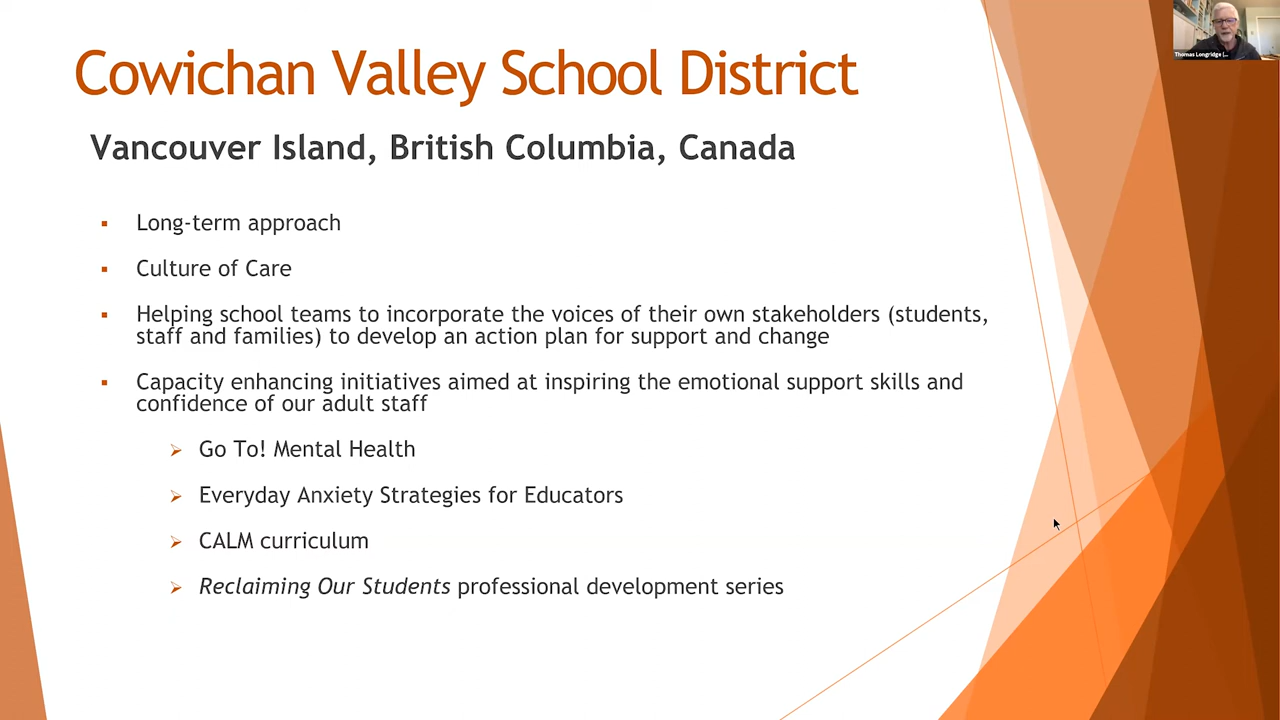 Cowichan Valley School District
Thomas Longridge (...
Vancouver Island, British Columbia, Canada
▪ Long-term approach
▪ Culture of Care
▪ Helping school teams to incorporate the voices of their own stakeholders (students,
staff and families) to develop an action plan for support and change
▪ Capacity enhancing initiatives aimed at inspiring the emotional support skills and
confidence of our adult staff
➢ Go To! Mental Health
➢ Everyday Anxiety Strategies for Educators
➢ CALM curriculum
➢ Reclaiming Our Students professional development series